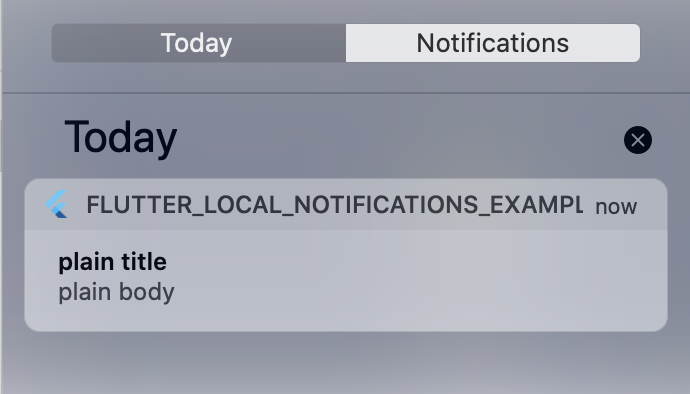 Today
Notifications
Today
FLUTTER_LOCAL_NOTIFICATIONS_EXAMPL
now
plain title
plain body